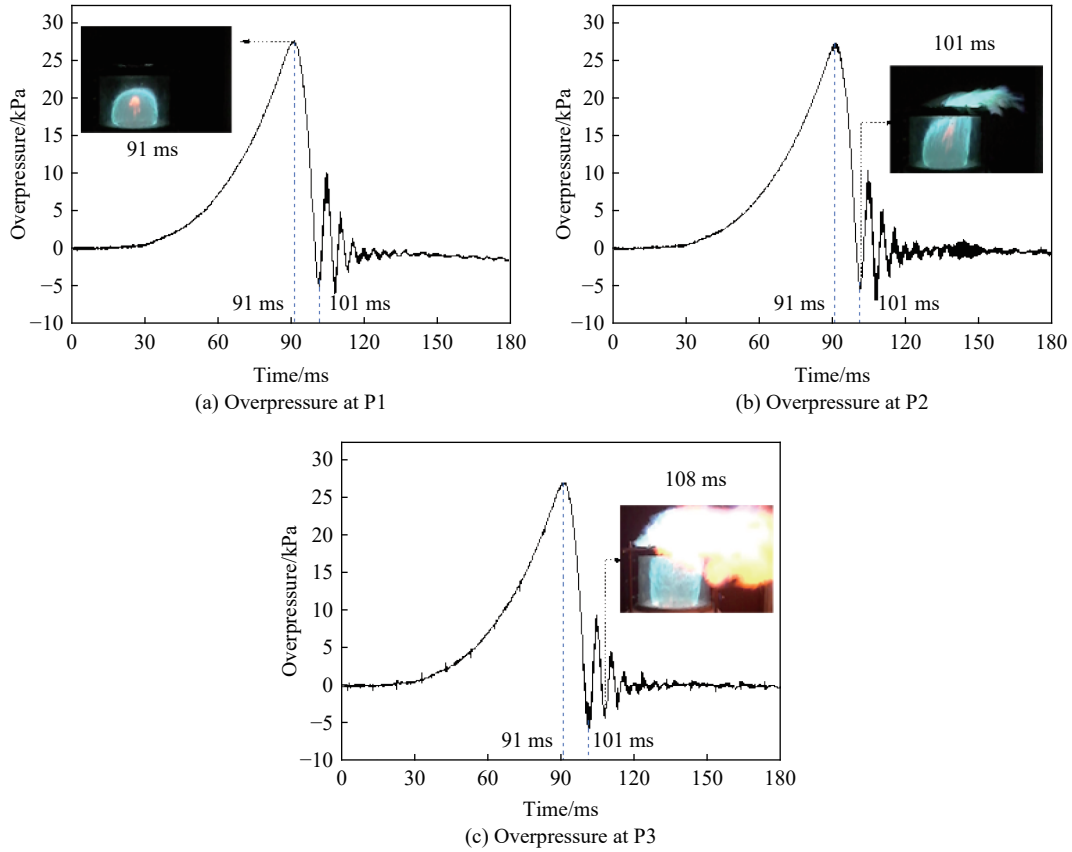 30
25
20
15
10
5
0
−5
−10
Overpressure/kPa
91 ms
91 ms
101 ms
0
30
60
90
120
150
180
Time/ms
(a) Overpressure at P1
30
25
20
15
10
5
0
−5
−10
Overpressure/kPa
101 ms
91 ms
101 ms
0
30
60
90
120
150
180
Time/ms
(b) Overpressure at P2
30
25
20
15
10
5
0
−5
−10
Overpressure/kPa
108 ms
91 ms
101 ms
0
30
60
90
120
150
180
Time/ms
(c) Overpressure at P3